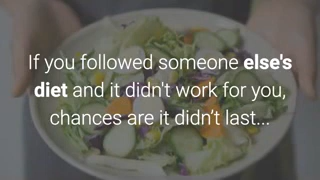 If you followed someone else's
diet and it didn't work for you,
chances are it didn’t last...